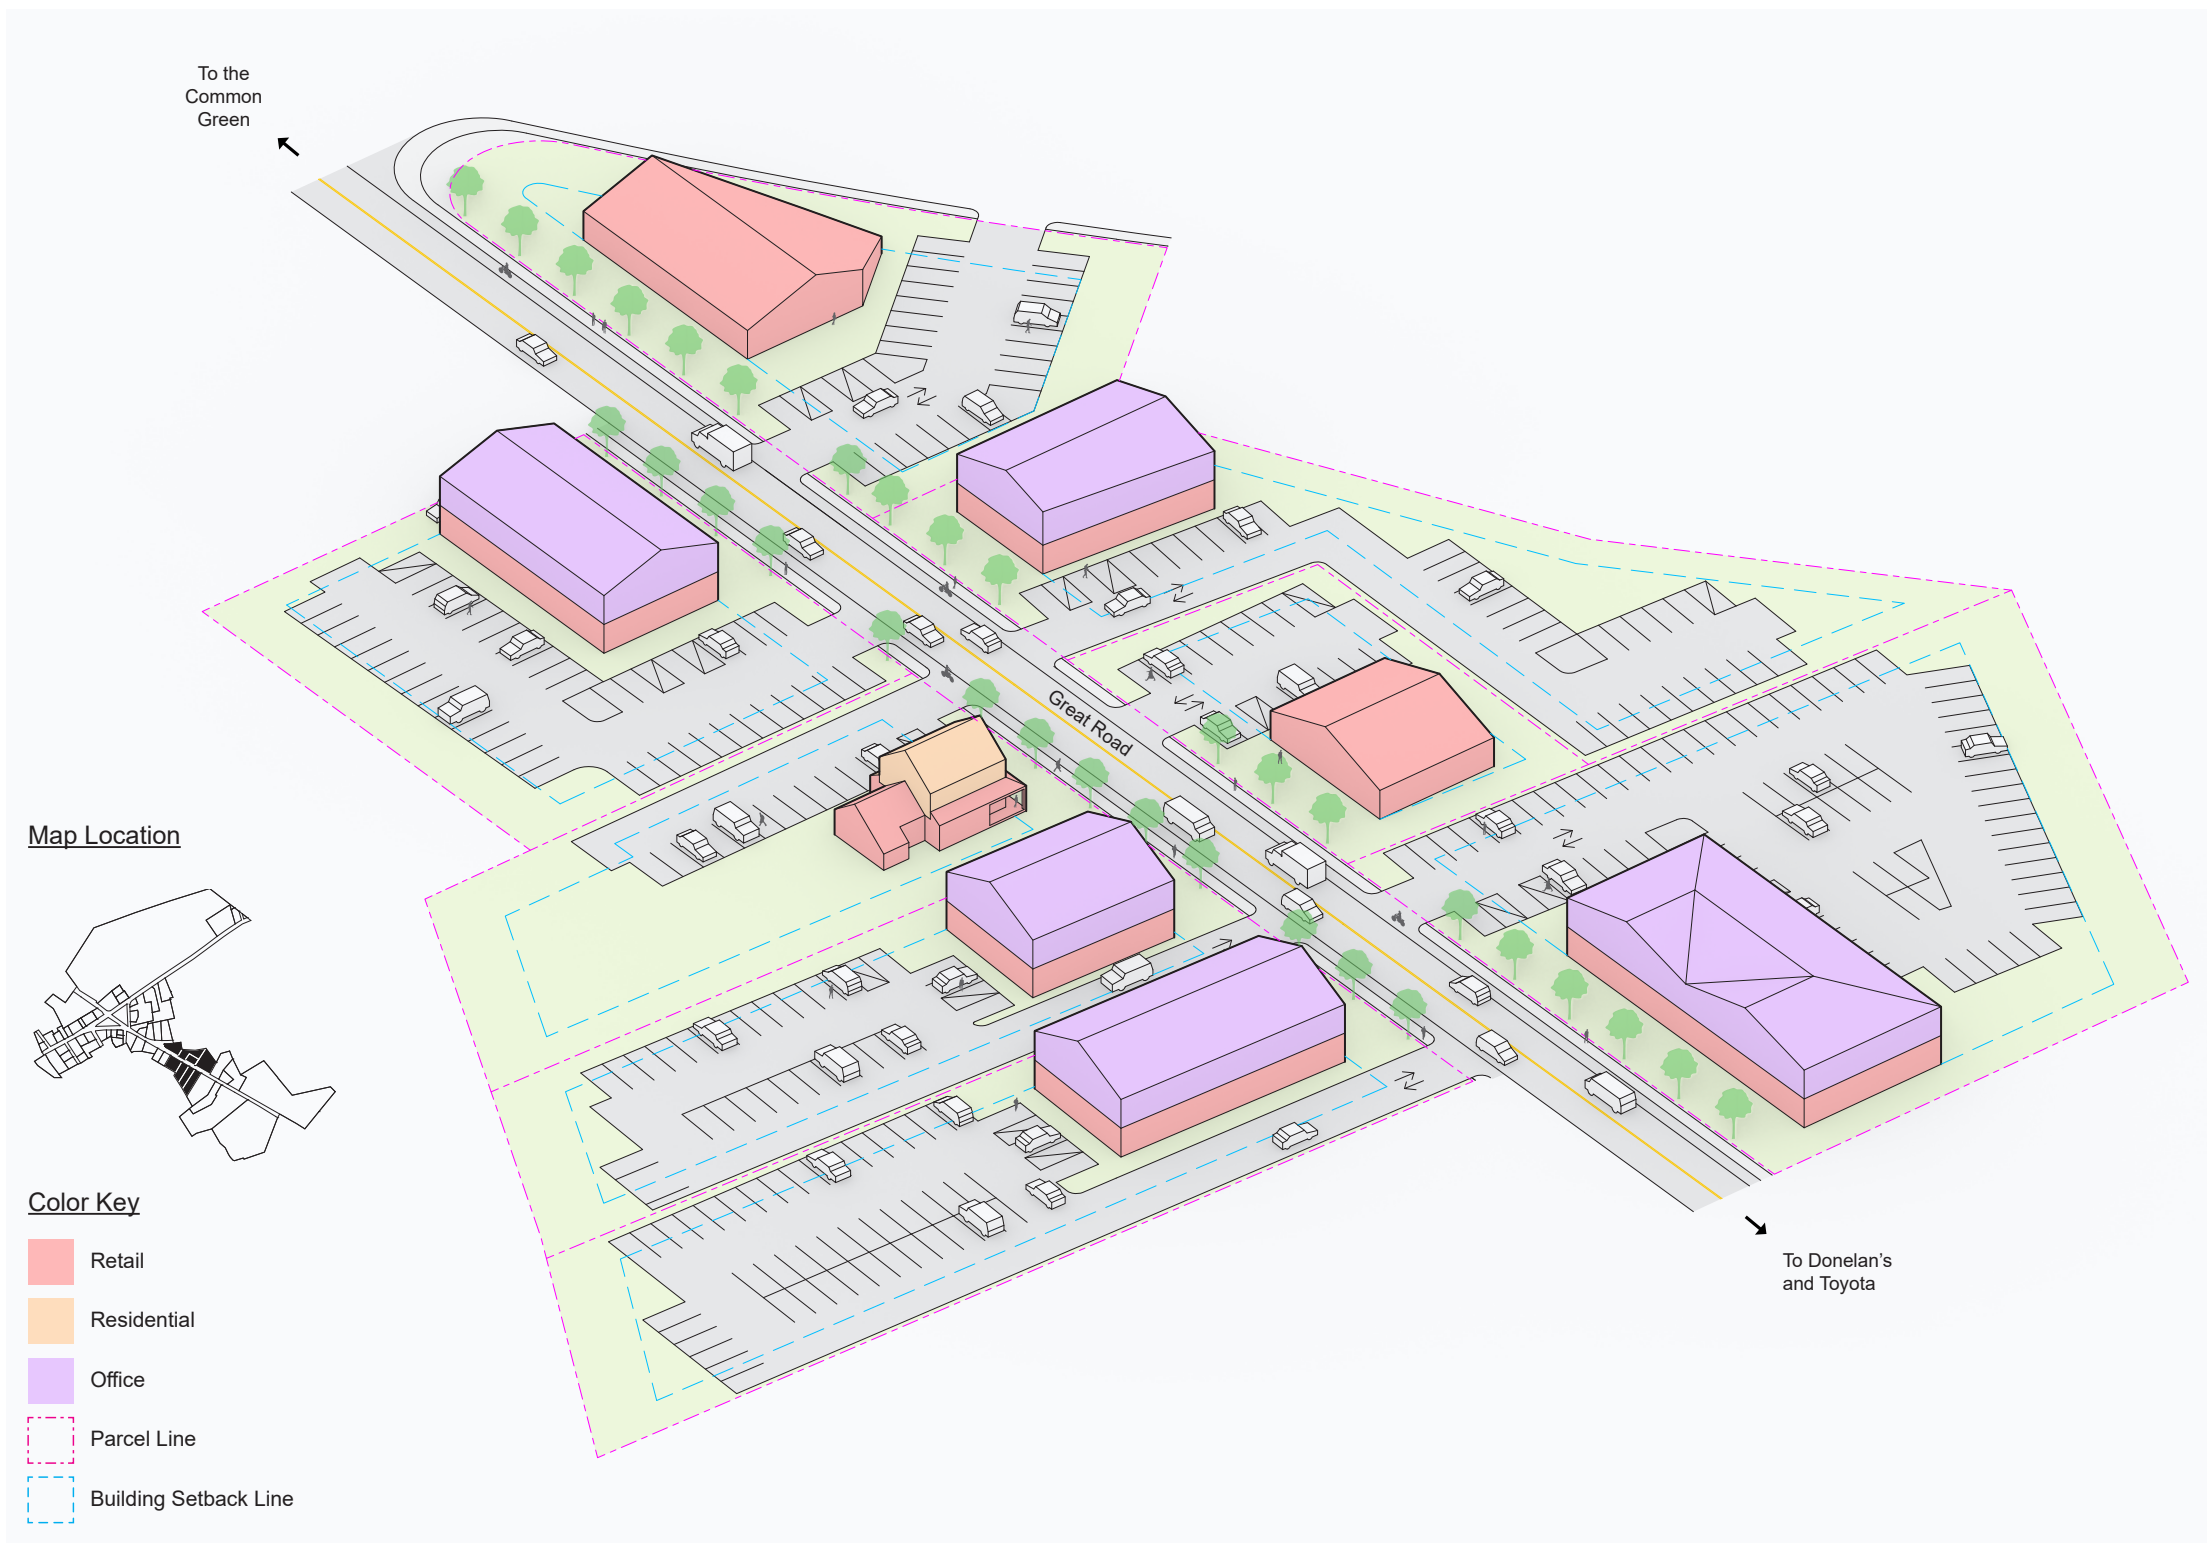 To the
Common
Green
Great Road
Map Location
Color Key
Retail
Residential
Office
Parcel Line
Building Setback Line
To Donelan’s
and Toyota